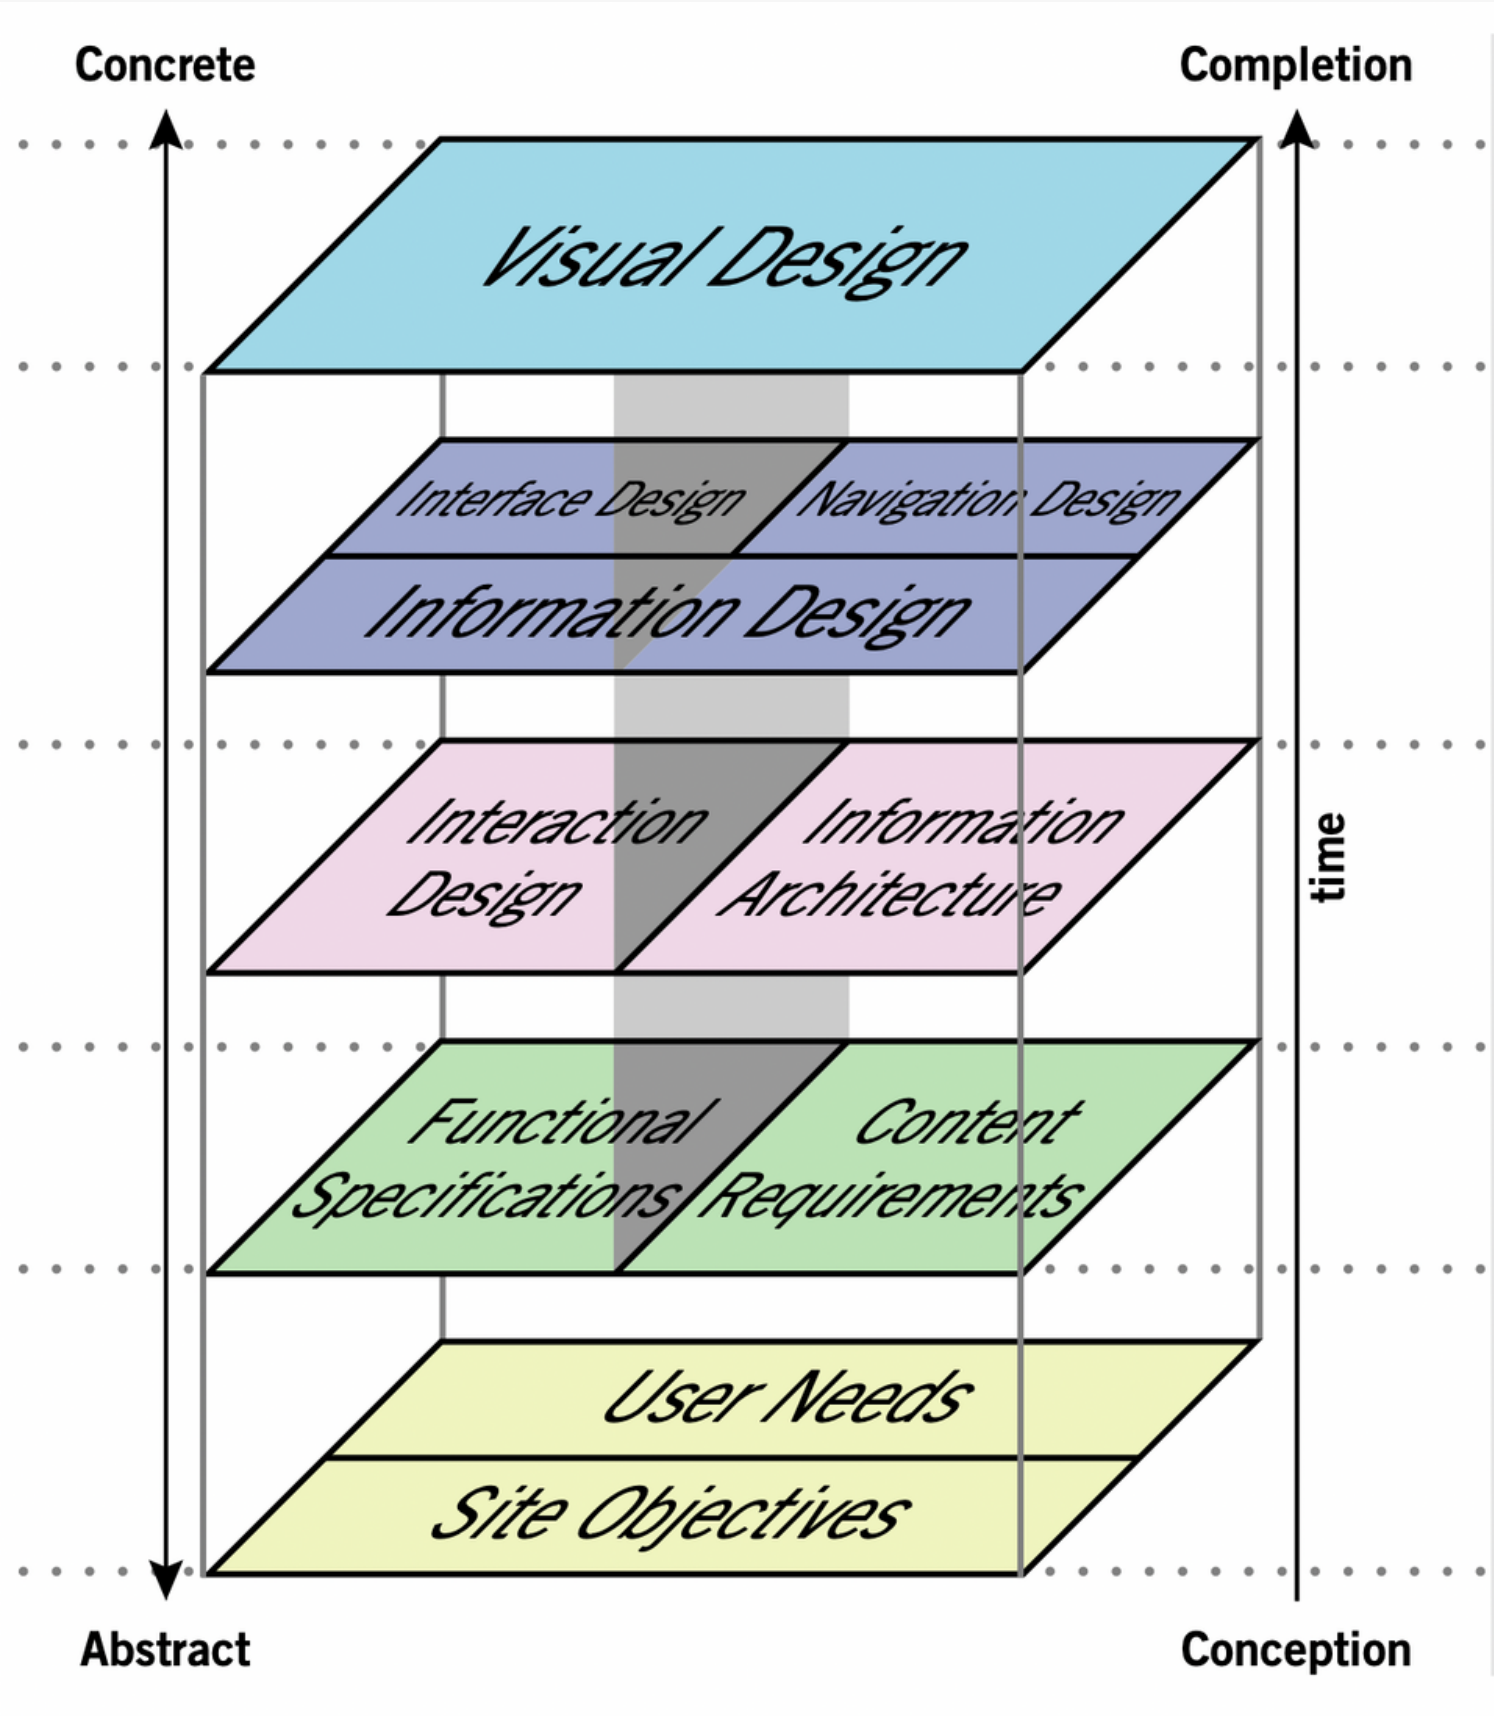 Concrete
Completion
Visual Design
Interface Design
Navigation Design
Information Design
Interaction
Design
Information
Architecture
time
Functional
Specifications
Content
Requirements
User Needs
Site Objectives
Abstract
Conception